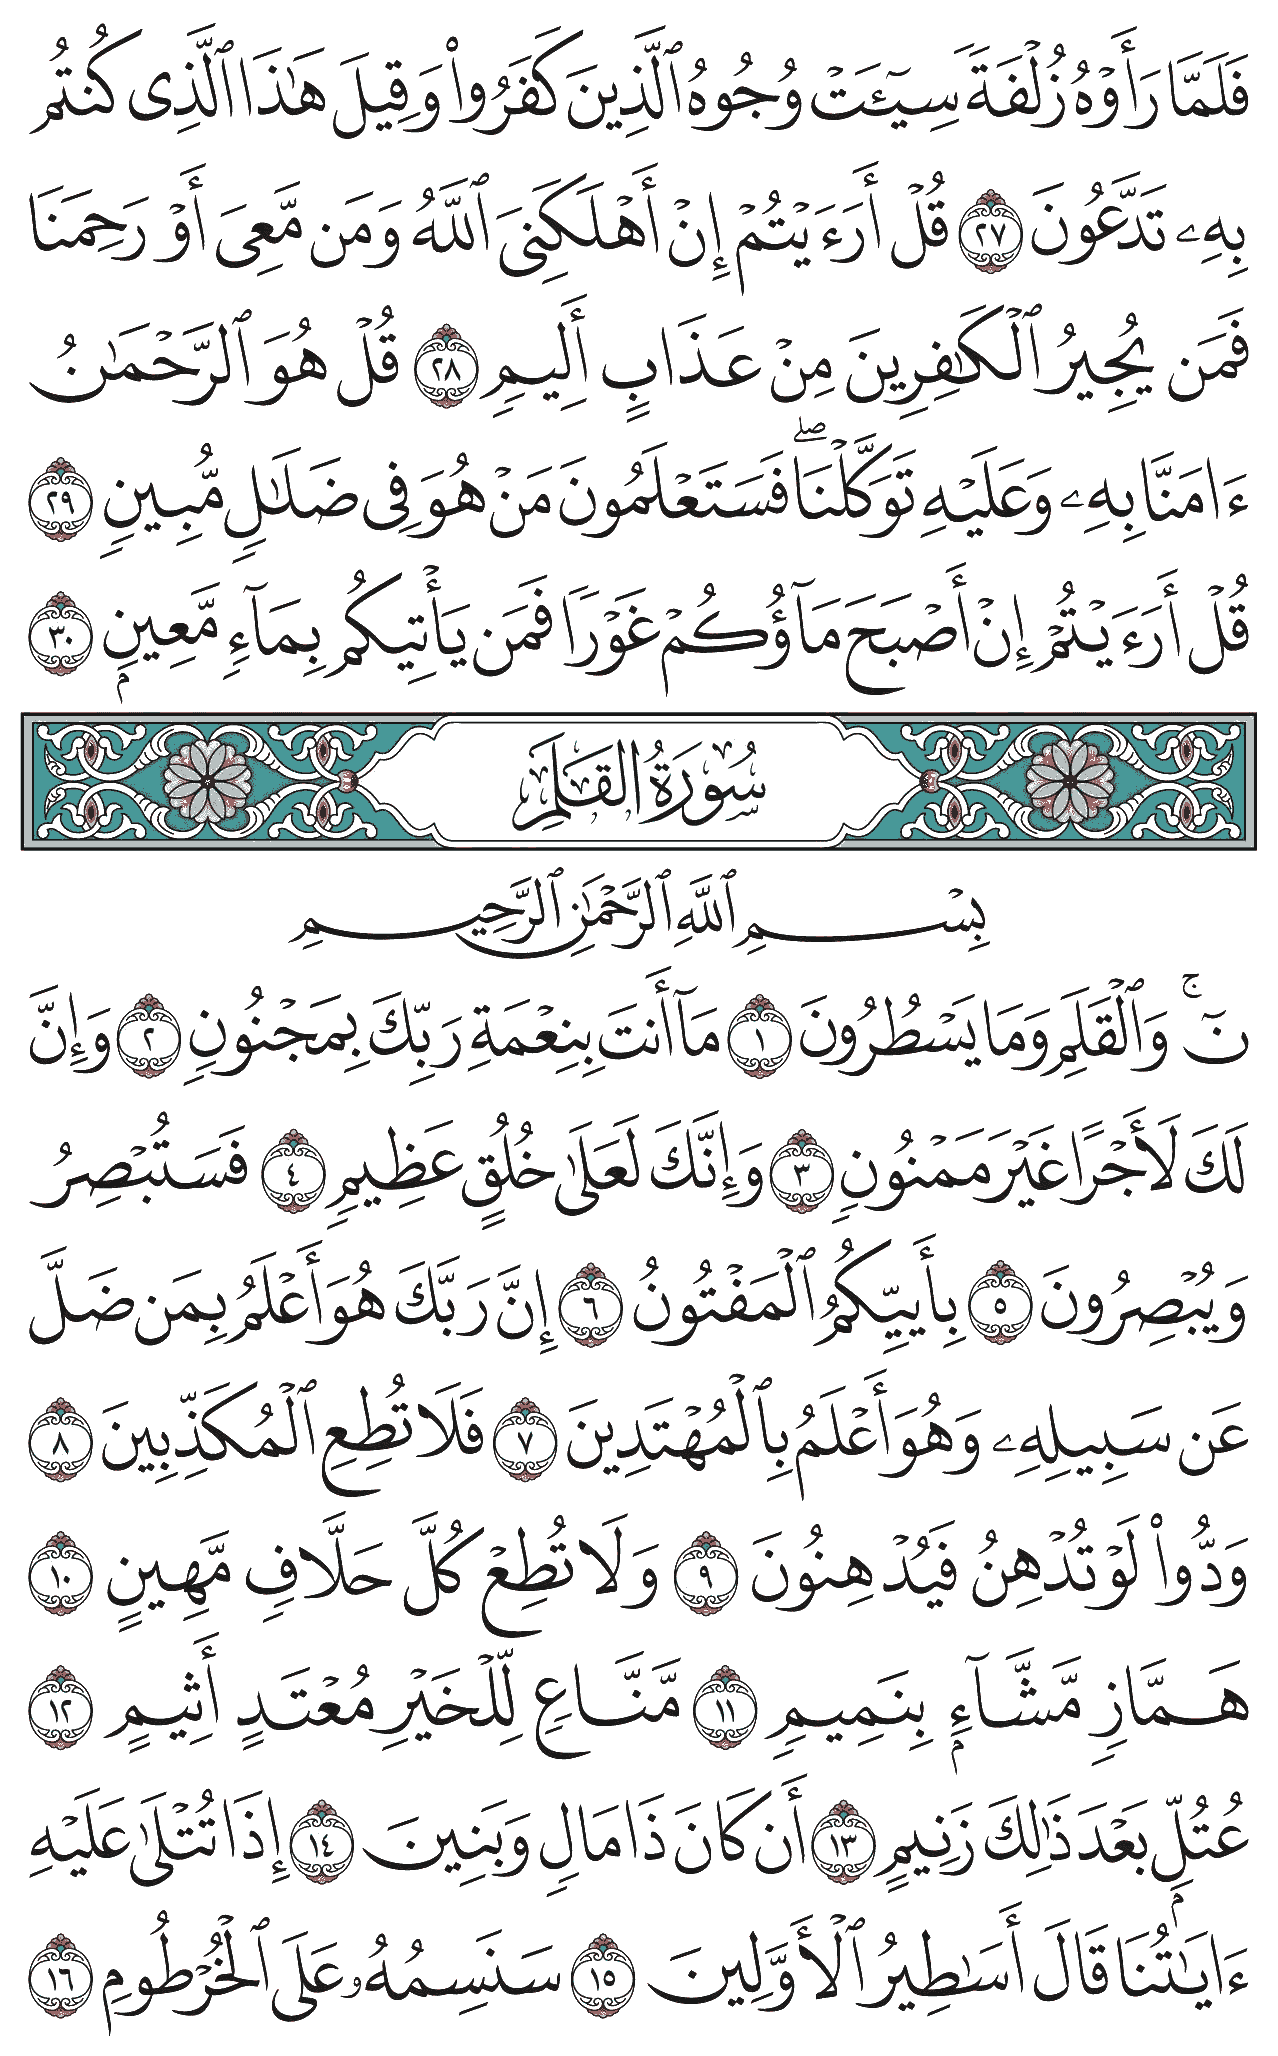 فَلَمَّا رَأَوْهُ زُلْفَةً سِيٓـَٔتْ وُجُوهُ ٱلَّذِينَ كَفَرُوا۟ وَقِيلَ هَـٰذَا ٱلَّذِى كُنتُم
بِهِۦ تَدَّعُونَ ٢٧ قُلْ أَرَءَيْتُمْ إِنْ أَهْلَكَنِىَ ٱللَّهُ وَمَن مَّعِىَ أَوْ رَحِمَنَا
فَمَن يُجِيرُ ٱلْكَـٰفِرِينَ مِنْ عَذَابٍ أَلِيمٍ ٢٨ قُلْ هُوَ ٱلرَّحْمَـٰنُ
ءَامَنَّا بِهِۦ وَعَلَيْهِ تَوَكَّلْنَا ۖ فَسَتَعْلَمُونَ مَنْ هُوَ فِى ضَلَـٰلٍ مُّبِينٍ ٢٩
قُلْ أَرَءَيْتُمْ إِنْ أَصْبَحَ مَآؤُكُمْ غَوْرًا فَمَن يَأْتِيكُم بِمَآءٍ مَّعِينٍۭ ٣٠
سُورَةُ القَلَمِ
بِسْمِ ٱللَّهِ ٱلرَّحْمَـٰنِ ٱلرَّحِيمِ
نٓ ۚ وَٱلْقَلَمِ وَمَا يَسْطُرُونَ ١ مَآ أَنتَ بِنِعْمَةِ رَبِّكَ بِمَجْنُونٍ ٢ وَإِنَّ
لَكَ لَأَجْرًا غَيْرَ مَمْنُونٍ ٣ وَإِنَّكَ لَعَلَىٰ خُلُقٍ عَظِيمٍ ٤ فَسَتُبْصِرُ
وَيُبْصِرُونَ ٥ بِأَييِّكُمُ ٱلْمَفْتُونُ ٦ إِنَّ رَبَّكَ هُوَ أَعْلَمُ بِمَن ضَلَّ
عَن سَبِيلِهِۦ وَهُوَ أَعْلَمُ بِٱلْمُهْتَدِينَ ٧ فَلَا تُطِعِ ٱلْمُكَذِّبِينَ ٨
وَدُّوا۟ لَوْ تُدْهِنُ فَيُدْهِنُونَ ٩ وَلَا تُطِعْ كُلَّ حَلَّافٍ مَّهِينٍ ١٠
هَمَّازٍ مَّشَّآءٍۭ بِنَمِيمٍ ١١ مَّنَّاعٍ لِّلْخَيْرِ مُعْتَدٍ أَثِيمٍ ١٢
عُتُلٍّۭ بَعْدَ ذَٰلِكَ زَنِيمٍ ١٣ أَن كَانَ ذَا مَالٍ وَبَنِينَ ١٤ إِذَا تُتْلَىٰ عَلَيْهِ
ءَايَـٰتُنَا قَالَ أَسَـٰطِيرُ ٱلْأَوَّلِينَ ١٥ سَنَسِمُهُۥ عَلَى ٱلْخُرْطُومِ ١٦